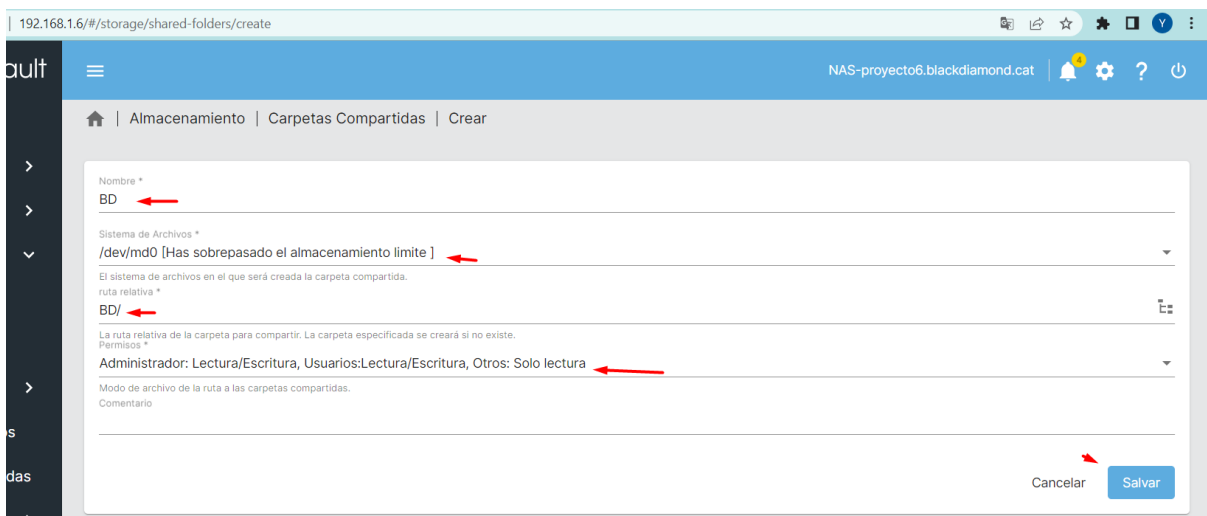 192.168.1.6/#/storage/shared-folders/create
Y
ault
NAS-proyecto6.blackdiamond.cat
4
?
| Almacenamiento | Carpetas Compartidas | Crear
Nombre *
BD
Sistema de Archivos *
/dev/md0 [Has sobrepasado el almacenamiento limite ]
El sistema de archivos en el que será creada la carpeta compartida.
ruta relativa *
BD/
La ruta relativa de la carpeta para compartir. La carpeta especificada se creará si no existe.
Permisos *
Administrador: Lectura/Escritura, Usuarios:Lectura/Escritura, Otros: Solo lectura
Modo de archivo de la ruta a las carpetas compartidas.
Comentario
s
das
Cancelar
Salvar